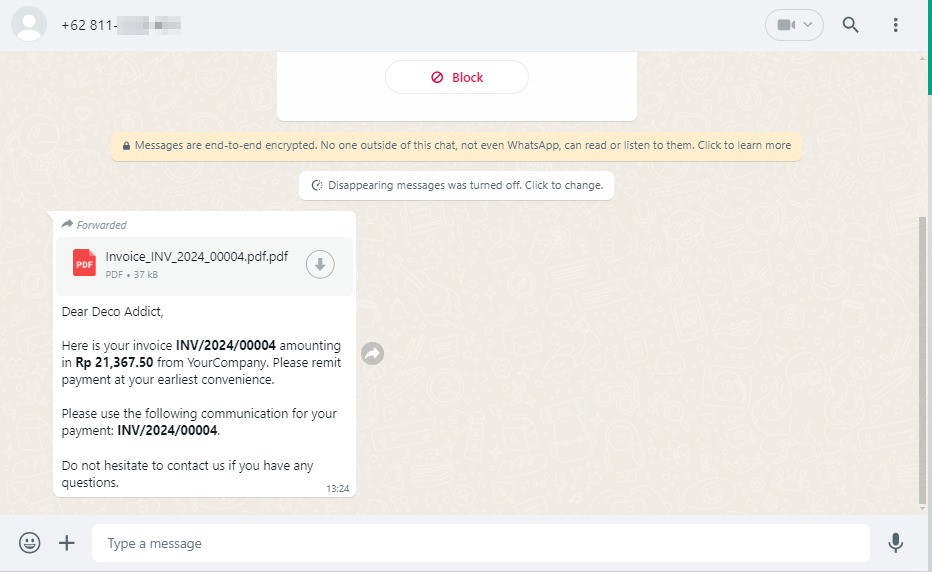 +62 811-
Block
Messages are end-to-end encrypted. No one outside of this chat, not even WhatsApp, can read or listen to them. Click to learn more
Disappearing messages was turned off. Click to change.
Forwarded
PDF
Invoice_INV_2024_00004.pdf.pdf
PDF • 37 kB
Dear Deco Addict,
Here is your invoice INV/2024/00004 amounting
in Rp 21,367.50 from YourCompany. Please remit
payment at your earliest convenience.
Please use the following communication for your
payment: INV/2024/00004.
Do not hesitate to contact us if you have any
questions.
13:24
Type a message